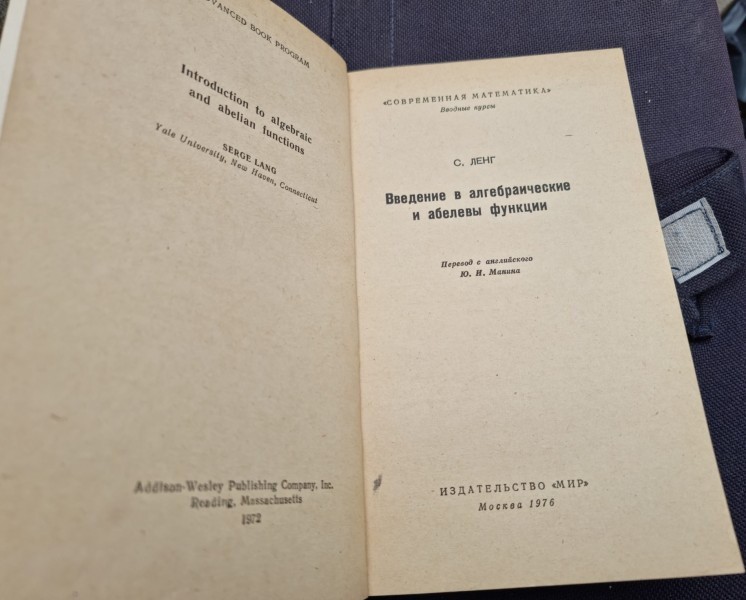 ADVANCED BOOK PROGRAM
Introduction to algebraic
and abelian functions
SERGE LANG
Yale University, New Haven, Connecticut
Addison-Wesley Publishing Company, Inc.
Reading, Massachusetts
1972
«СОВРЕМЕННАЯ МАТЕМАТИКА»
Вводные курсы
С. ЛЕНГ
Введение в алгебраические
и абелевы функции
Перевод с английского
Ю. И. Манина
ИЗДАТЕЛЬСТВО «МИР»
Москва 1976